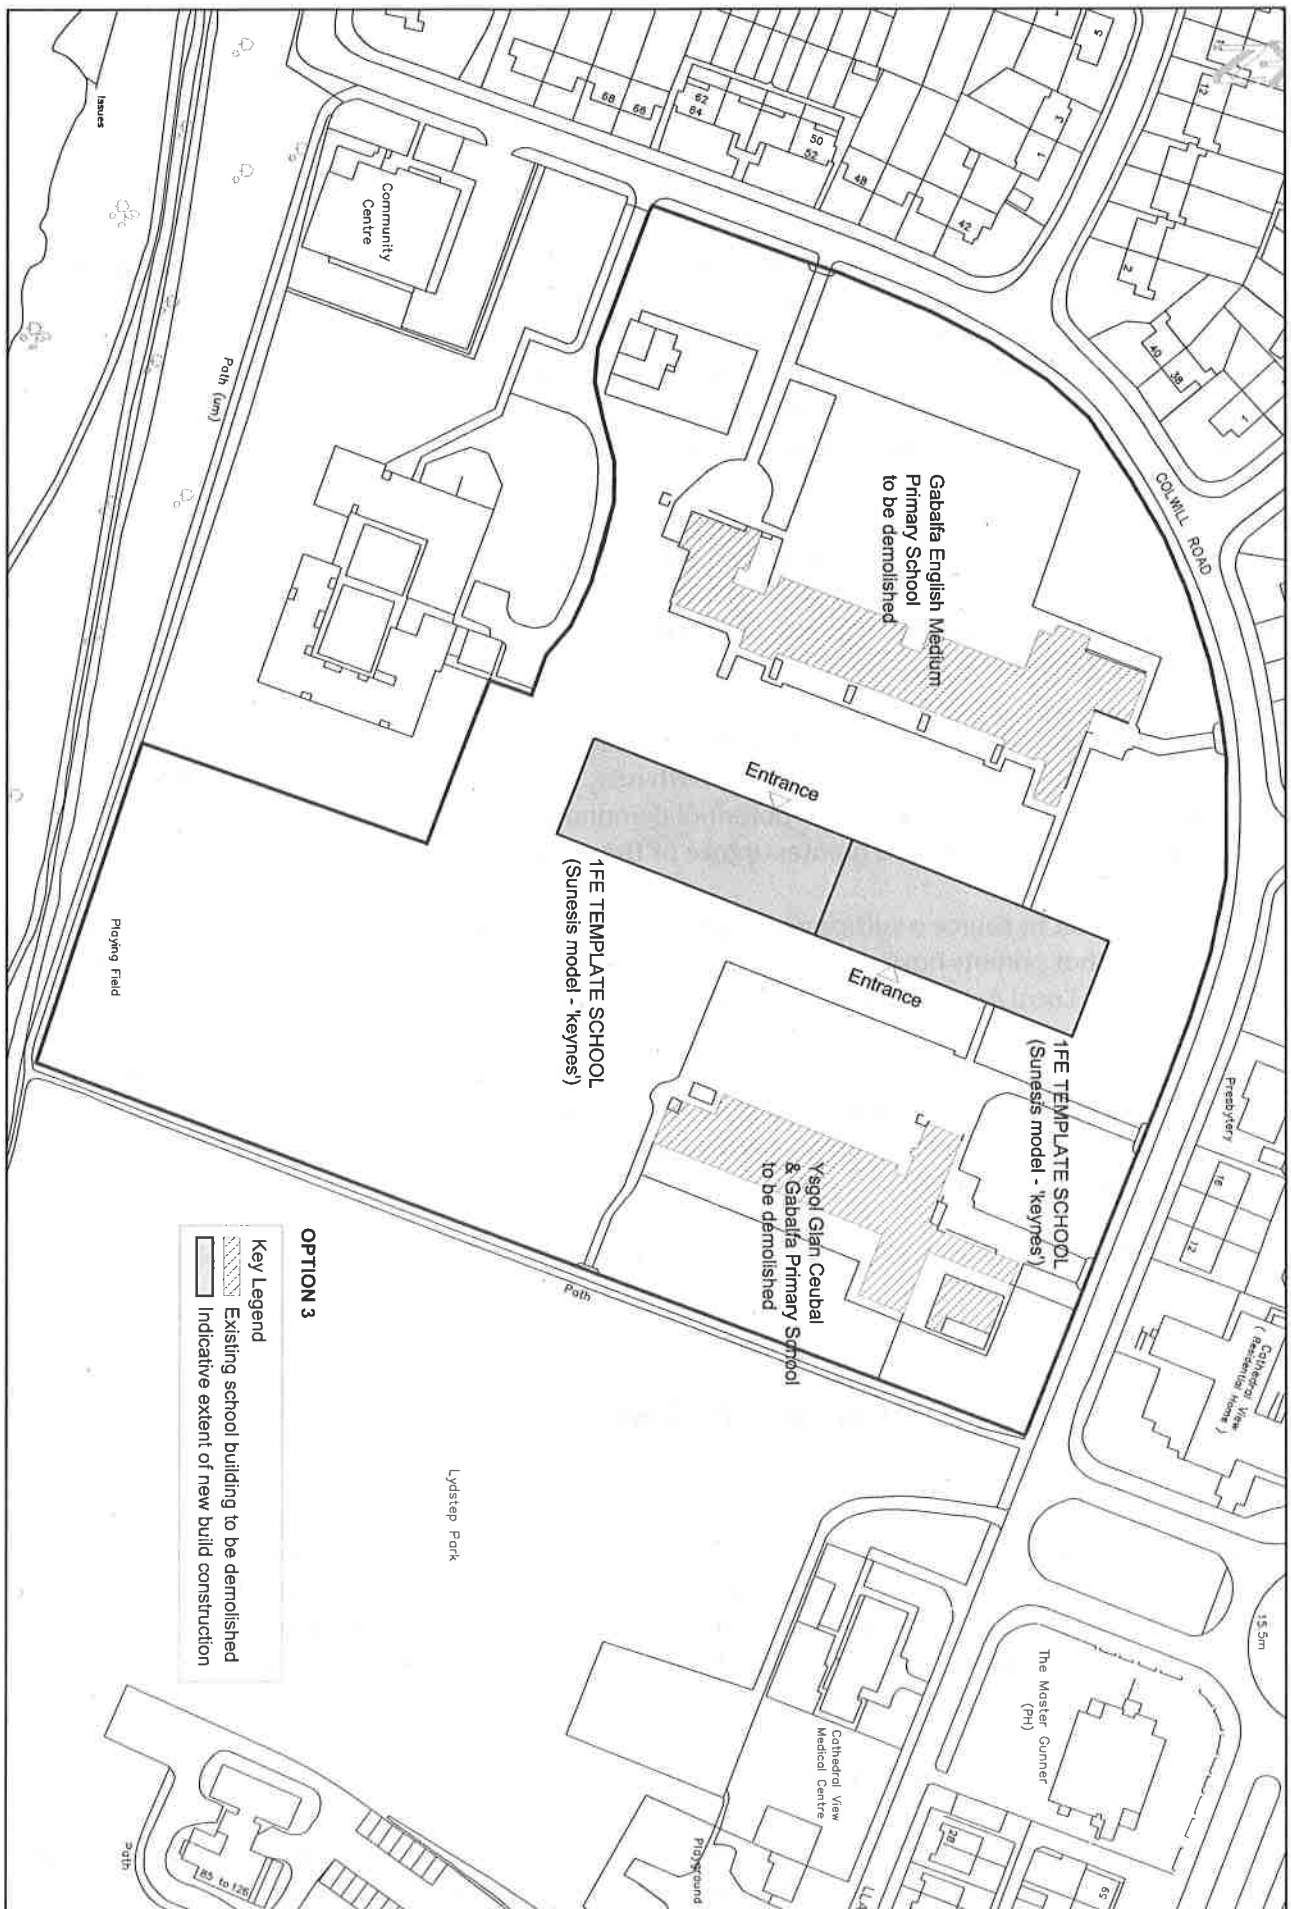 Issues
Community
Centre
Path (um)
68
66
62
64
50
52
48
42
5
3
1
12
2
40
38
1
COLWILL ROAD
Gabalfa English Medium
Primary School
to be demolished
Entrance
1FE TEMPLATE SCHOOL
(Sunesis model - 'keynes')
Entrance
1FE TEMPLATE SCHOOL
(Sunesis model - 'keynes')
Playing Field
Ysgol Glan Ceubal
& Gabalfa Primary School
to be demolished
Presbytery
16
12
Cathedral View
( Residential Home )
Path
Lydstep Park
OPTION 3
Key Legend
Existing school building to be demolished
Indicative extent of new build construction
15.5m
The Master Gunner
(PH)
Cathedral View
Medical Centre
Playground
28
59
85 to 126
Path